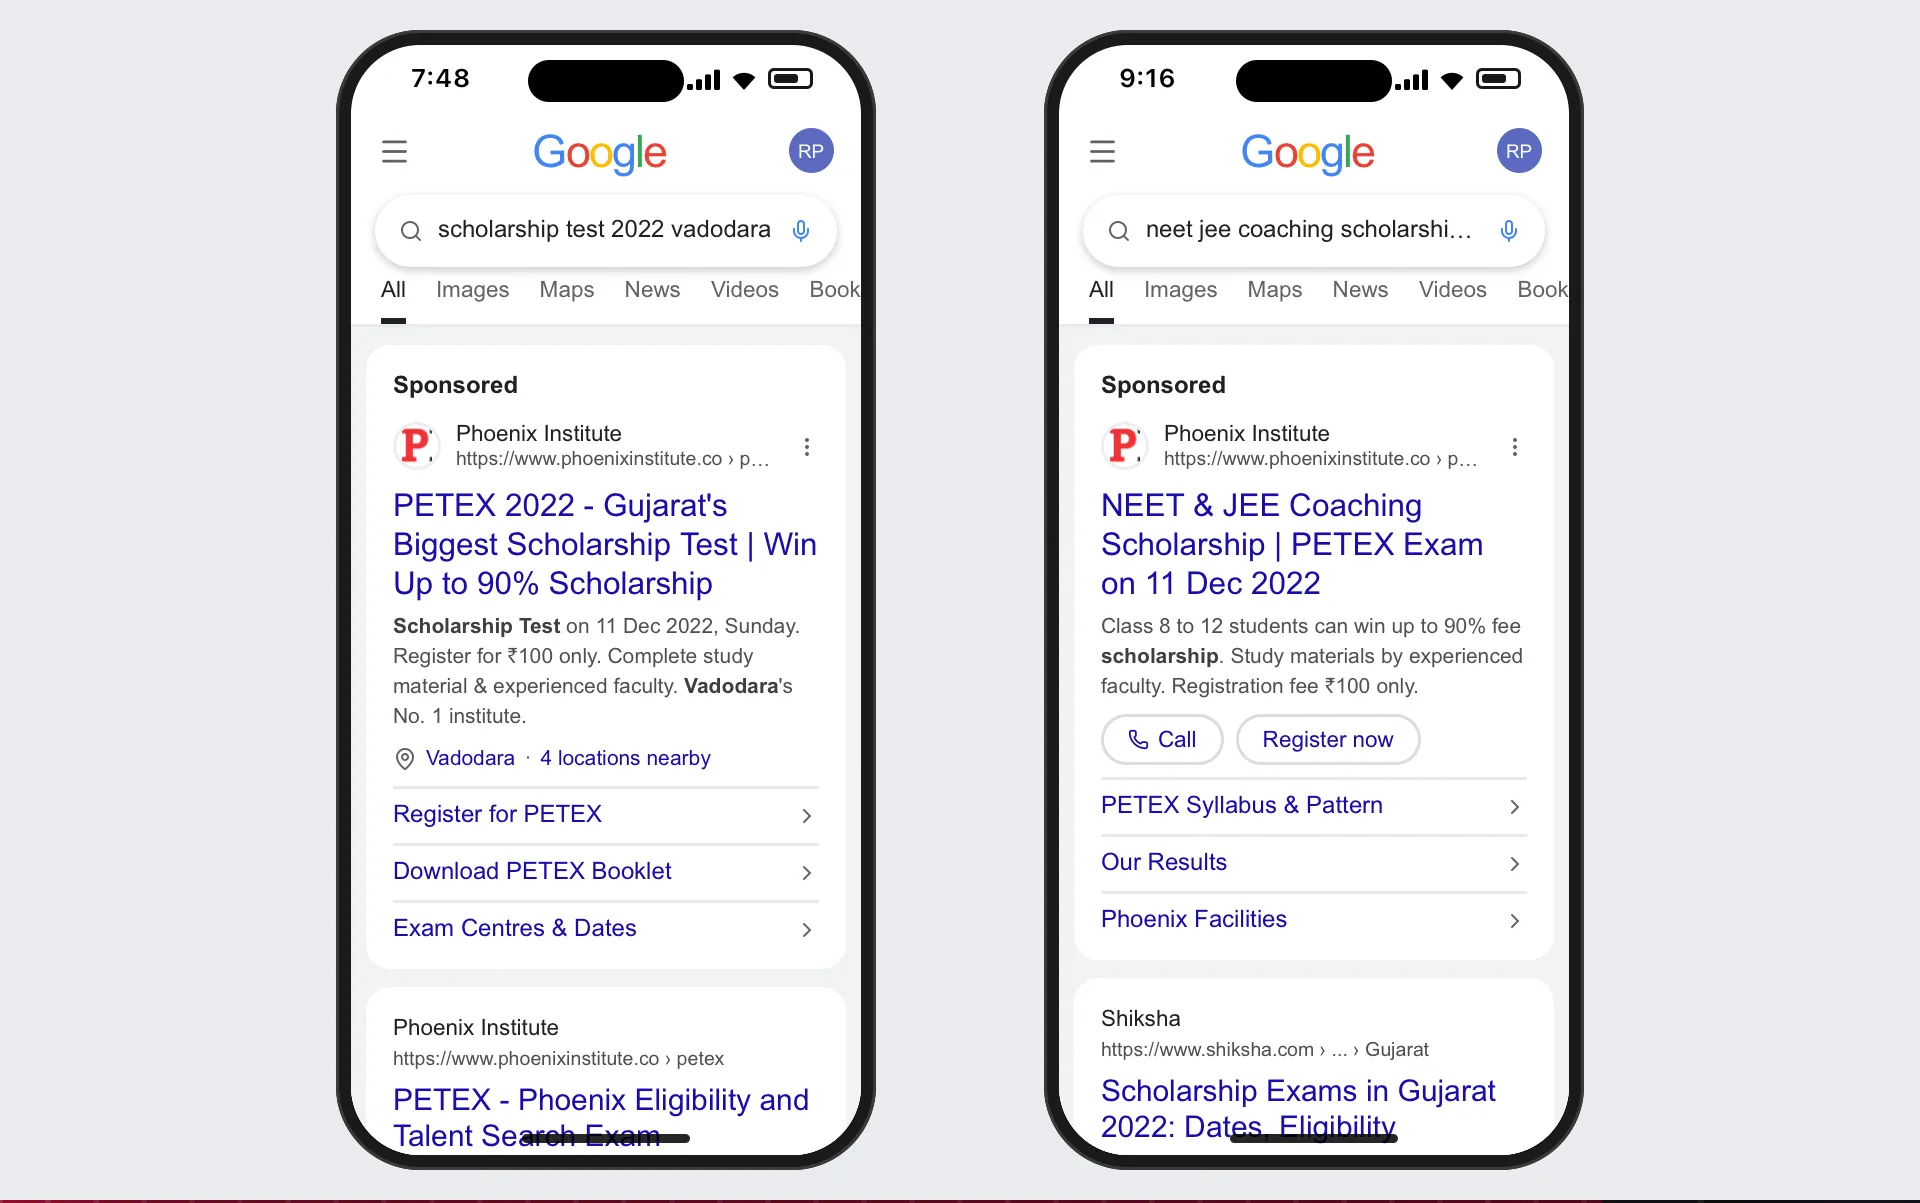 7:48
Google
RP
scholarship test 2022 vadodara
All Images Maps News Videos Book
Sponsored
P
Phoenix Institute
https://www.phoenixinstitute.co › p...
PETEX 2022 - Gujarat's
Biggest Scholarship Test | Win
Up to 90% Scholarship
Scholarship Test on 11 Dec 2022, Sunday.
Register for ₹100 only. Complete study
material & experienced faculty. Vadodara's
No. 1 institute.
Vadodara · 4 locations nearby
Register for PETEX
Download PETEX Booklet
Exam Centres & Dates
Phoenix Institute
https://www.phoenixinstitute.co › petex
PETEX - Phoenix Eligibility and
Talent Search Exam
9:16
Google
RP
neet jee coaching scholarshi...
All Images Maps News Videos Book
Sponsored
P
Phoenix Institute
https://www.phoenixinstitute.co › p...
NEET & JEE Coaching
Scholarship | PETEX Exam
on 11 Dec 2022
Class 8 to 12 students can win up to 90% fee
scholarship. Study materials by experienced
faculty. Registration fee ₹100 only.
Call Register now
PETEX Syllabus & Pattern
Our Results
Phoenix Facilities
Shiksha
https://www.shiksha.com › ... › Gujarat
Scholarship Exams in Gujarat
2022: Dates, Eligibility